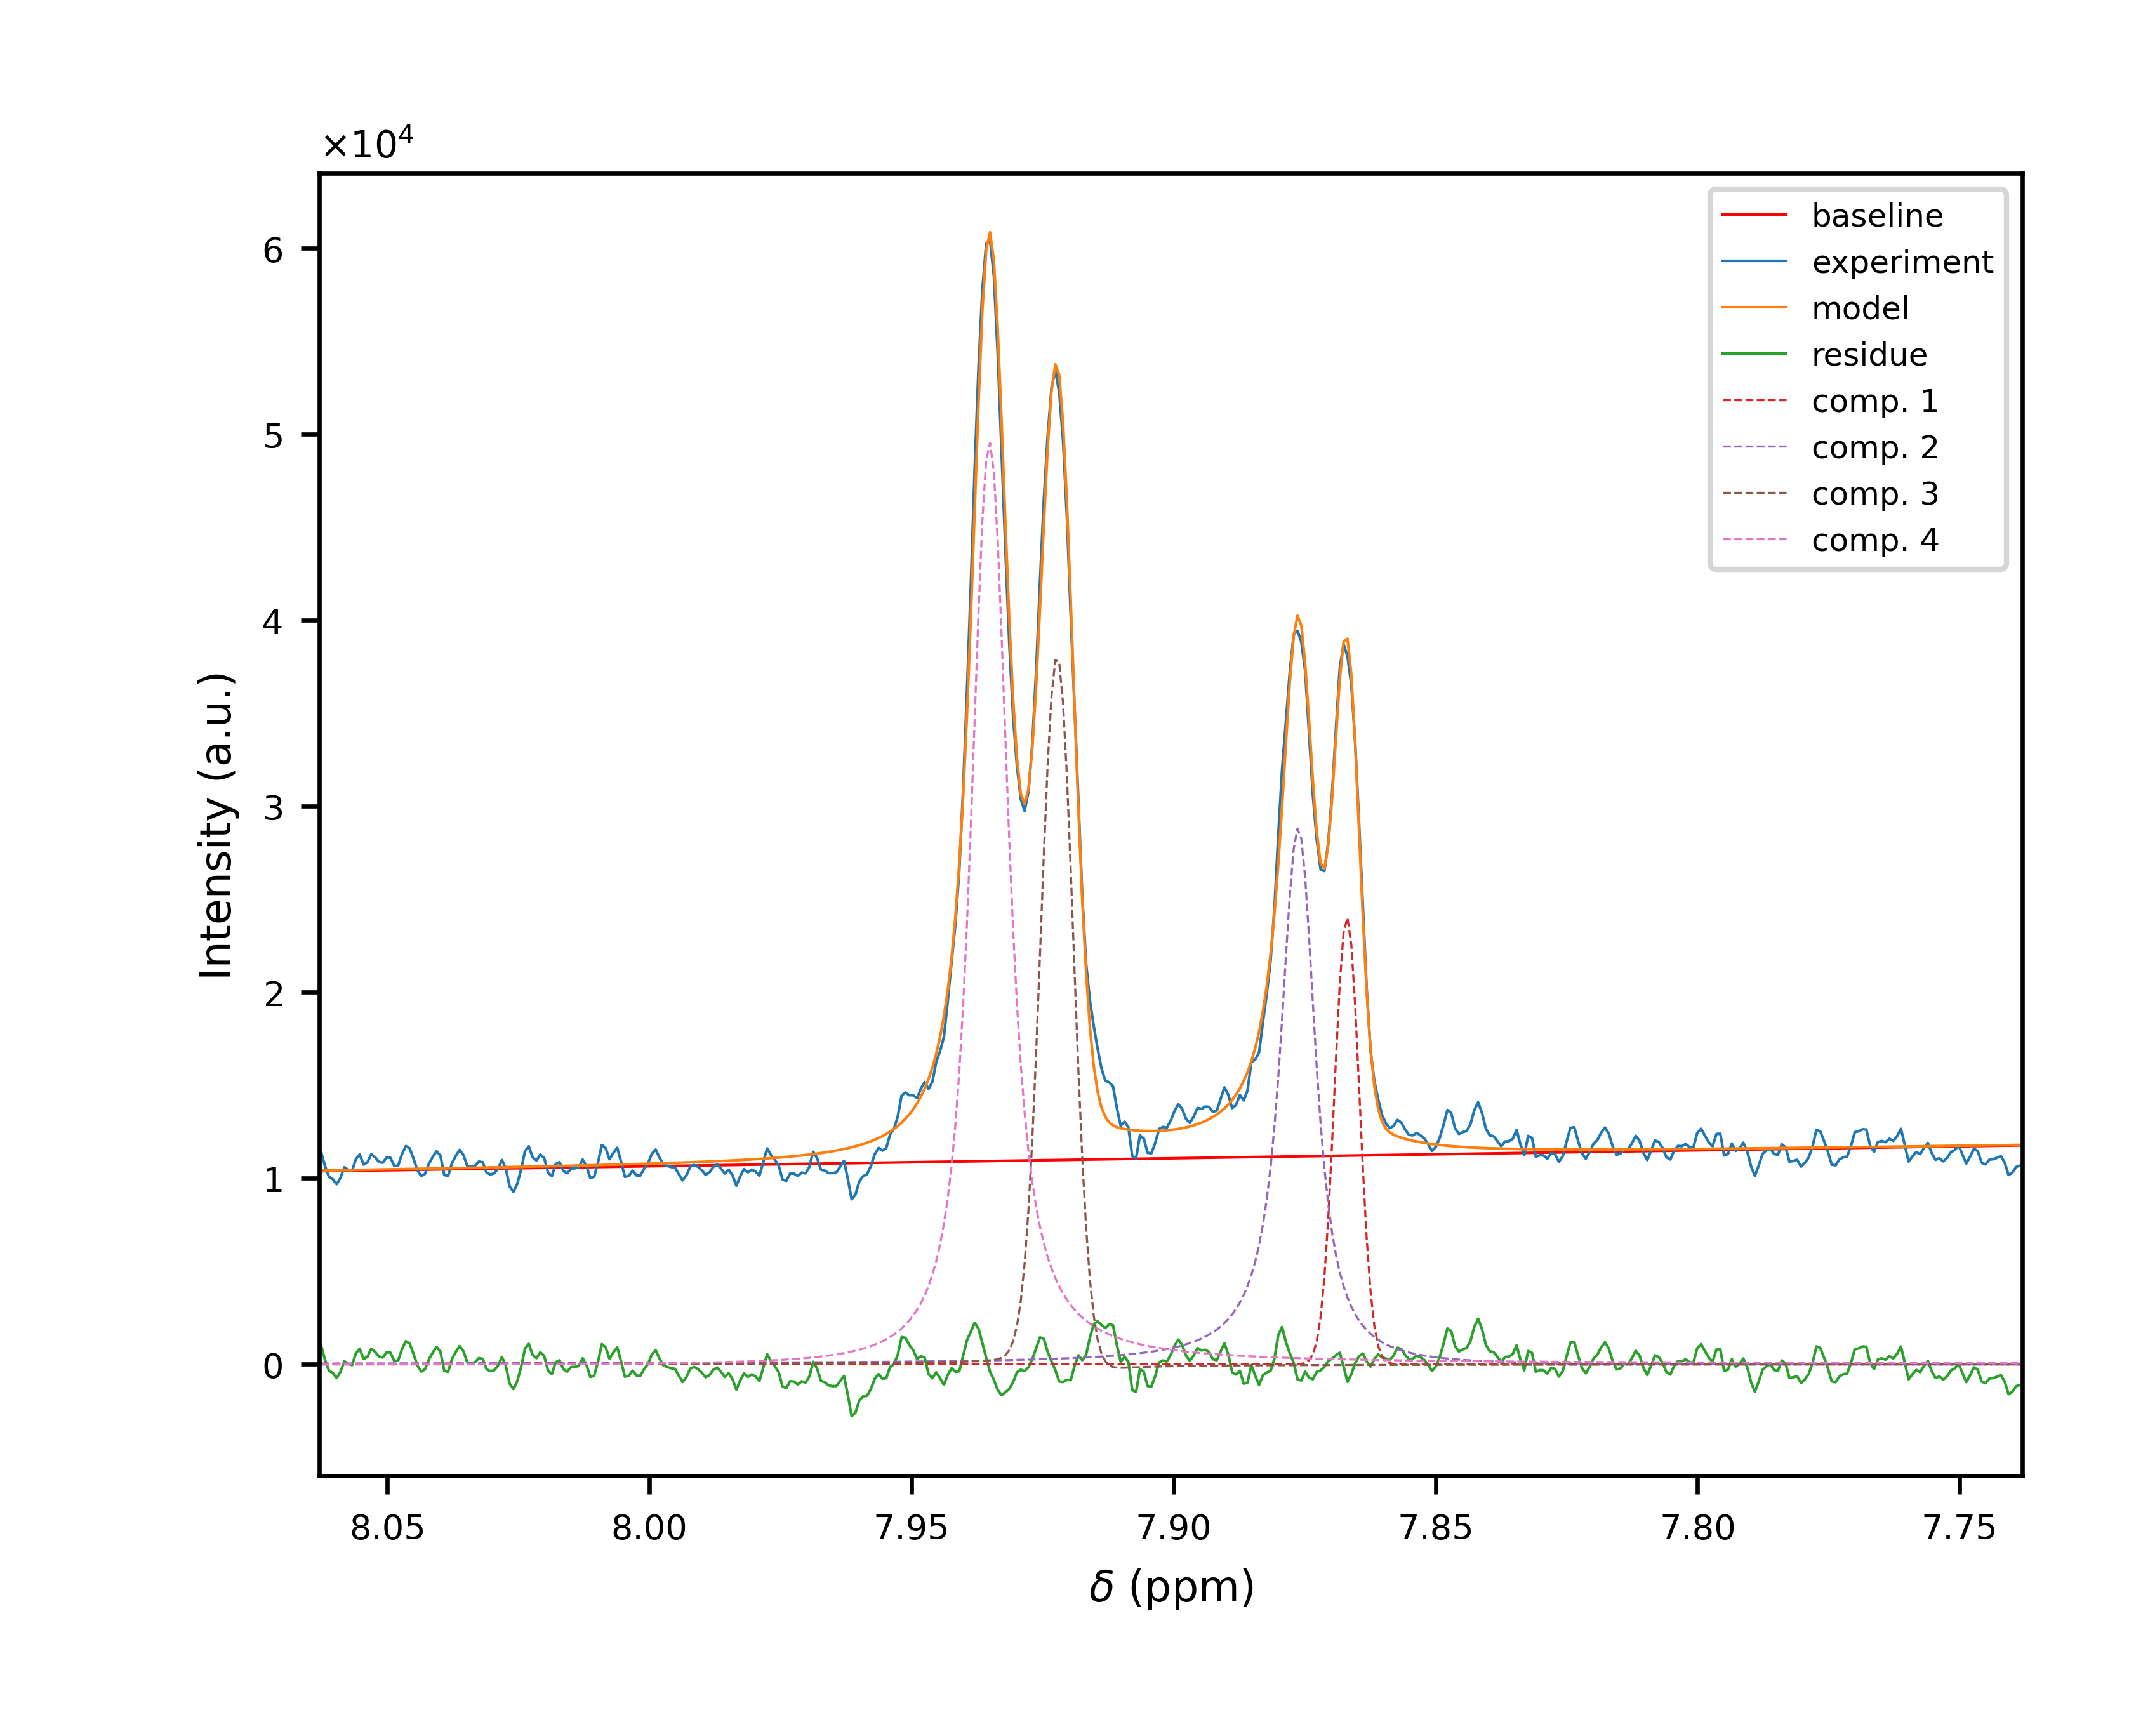 ×10⁴
Intensity (a.u.)
6
5
4
3
2
1
0
8.05 8.00 7.95 7.90 7.85 7.80 7.75
δ (ppm)
baseline
experiment
model
residue
comp. 1
comp. 2
comp. 3
comp. 4